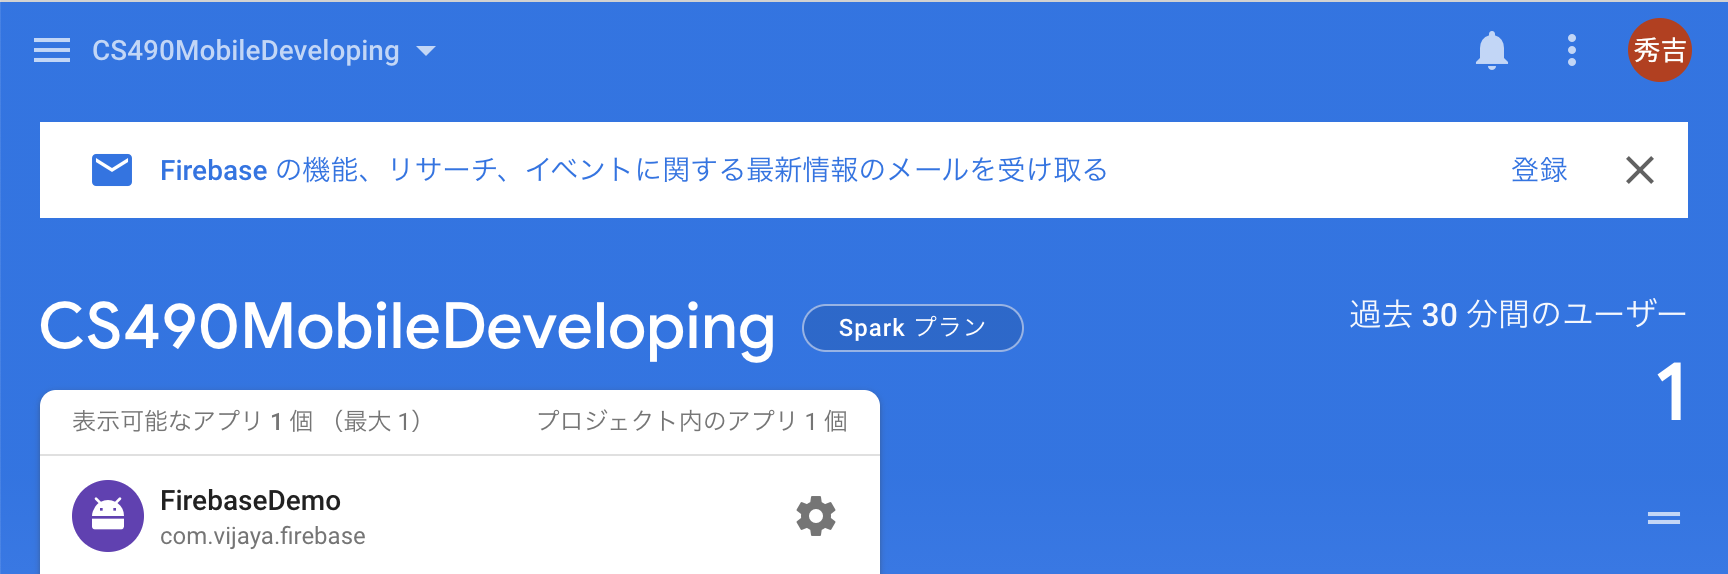 CS490MobileDeveloping
秀吉
Firebase の機能、リサーチ、イベントに関する最新情報のメールを受け取る
登録
CS490MobileDeveloping
Spark プラン
過去 30 分間のユーザー
1
表示可能なアプリ 1 個 （最大 1）
プロジェクト内のアプリ 1 個
FirebaseDemo
com.vijaya.firebase